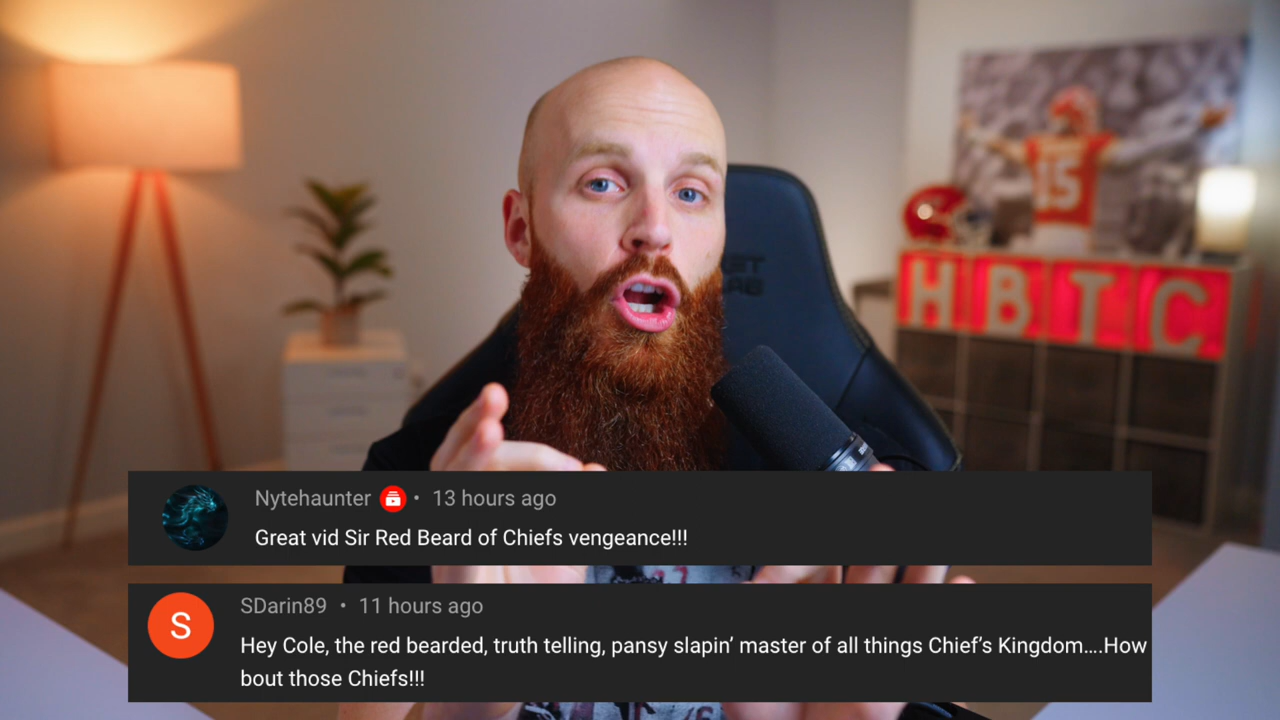 15
HBTC
Nytehaunter • 13 hours ago
Great vid Sir Red Beard of Chiefs vengeance!!!
S
SDarin89 • 11 hours ago
Hey Cole, the red bearded, truth telling, pansy slapin’ master of all things Chief’s Kingdom....How
bout those Chiefs!!!